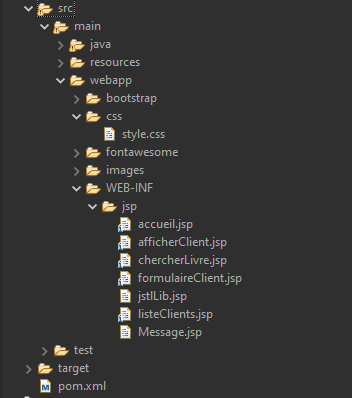 src
main
java
resources
webapp
bootstrap
css
style.css
fontawesome
images
WEB-INF
jsp
accueil.jsp
afficherClient.jsp
chercherLivre.jsp
formulaireClient.jsp
jstlLib.jsp
listeClients.jsp
Message.jsp
test
target
pom.xml